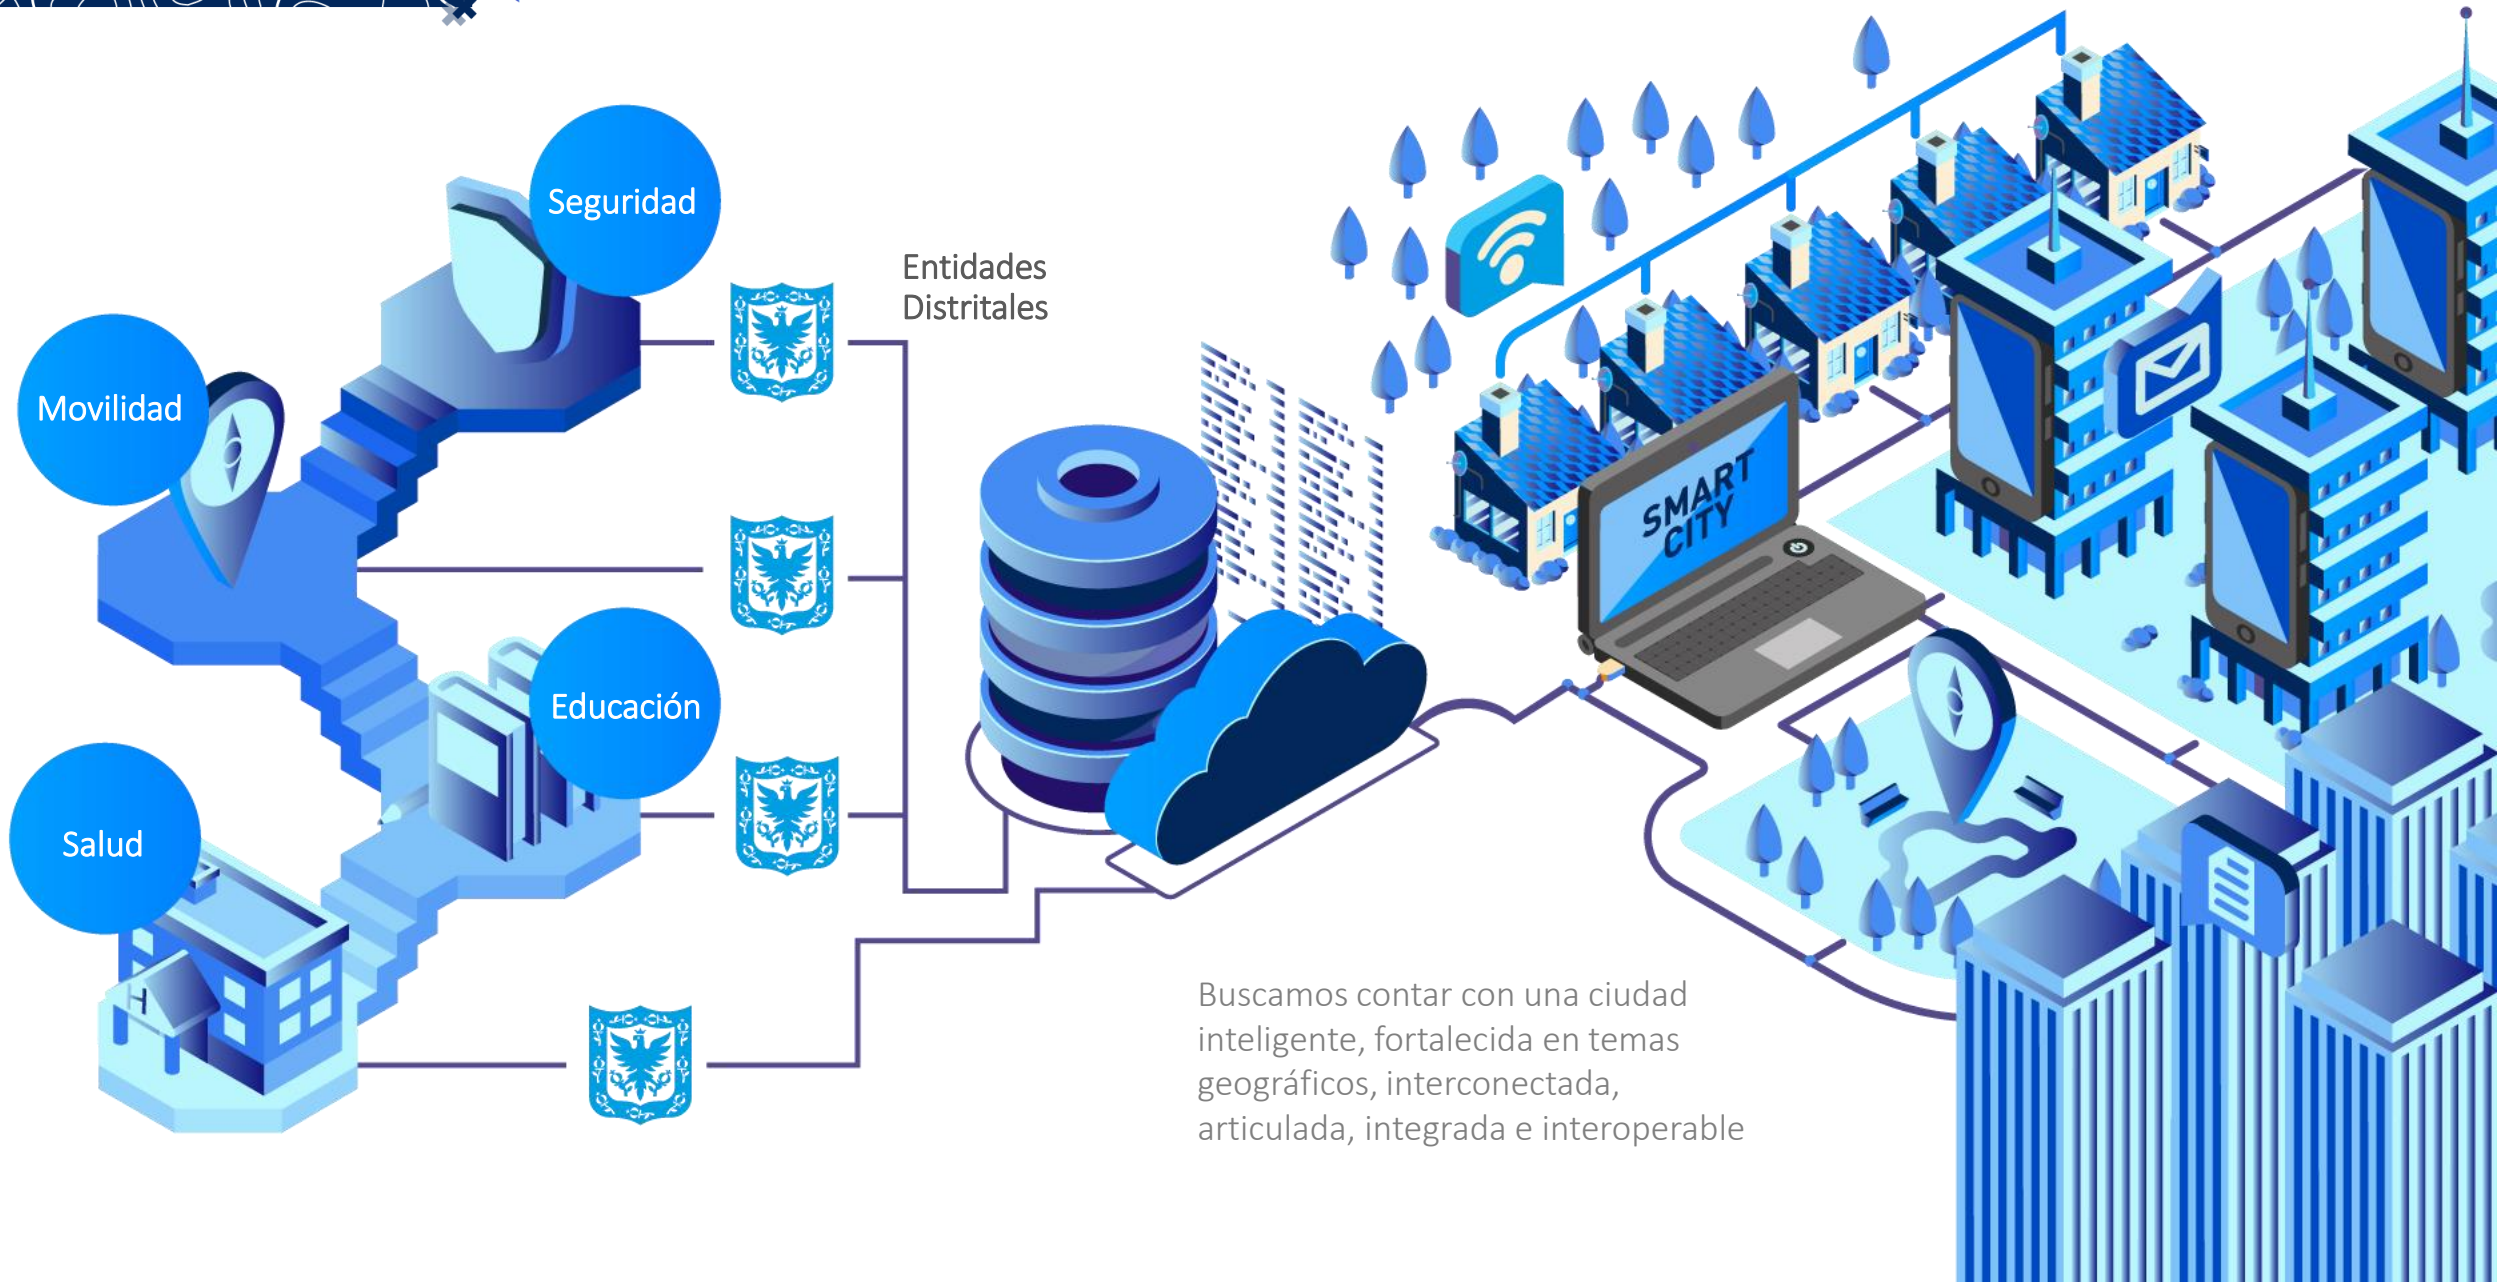 Seguridad
Entidades
Distritales
Movilidad
SMART
CITY
Educación
Salud
H
Buscamos contar con una ciudad
inteligente, fortalecida en temas
geográficos, interconectada,
articulada, integrada e interoperable